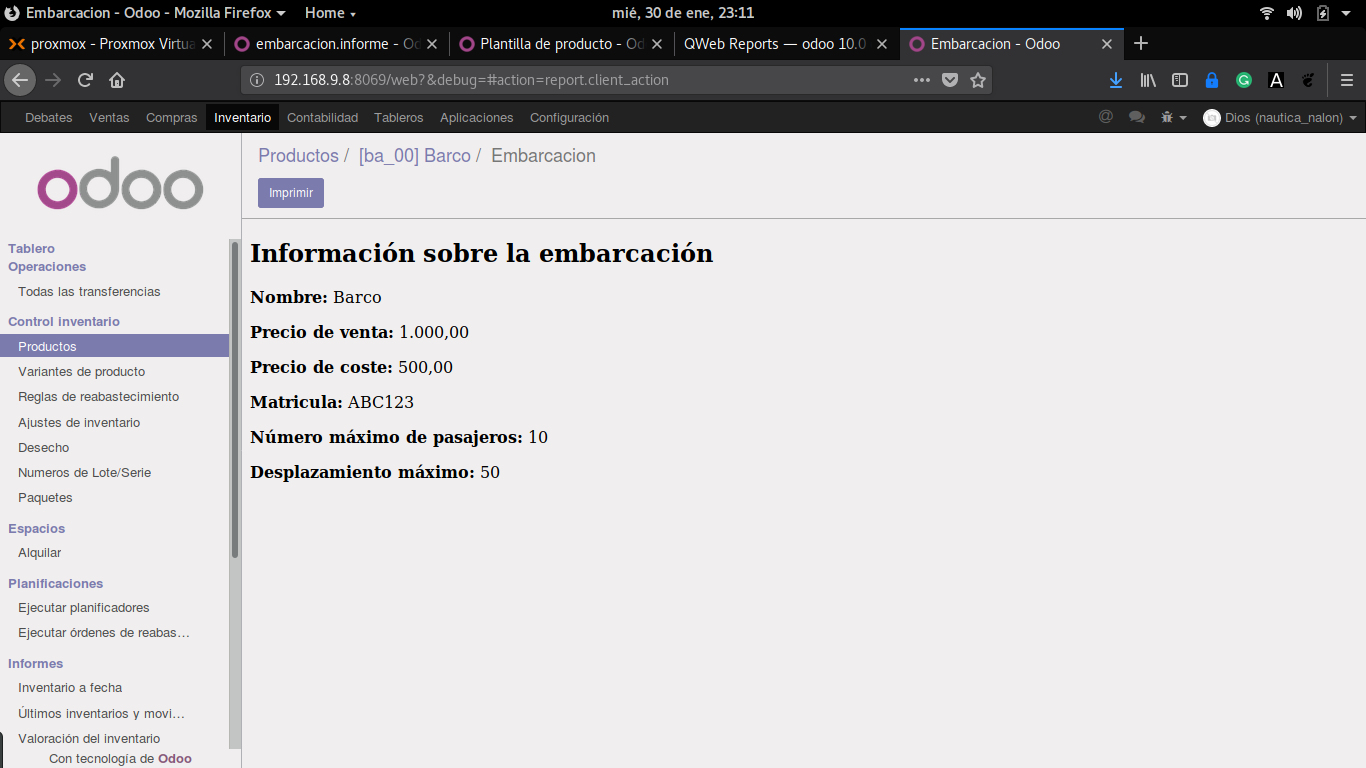 Embarcacion - Odoo - Mozilla Firefox Home mié, 30 de ene, 23:11
proxmox - Proxmox Virtua embarcacion.informe - Od Plantilla de producto - Od QWeb Reports — odoo 10.0 Embarcacion - Odoo
192.168.9.8:8069/web?&debug=#action=report.client_action
Debates Ventas Compras Inventario Contabilidad Tableros Aplicaciones Configuración @ Dios (nautica_nalon)
odoo
Productos / [ba_00] Barco / Embarcacion
Imprimir
Tablero
Operaciones
Todas las transferencias
Control inventario
Productos
Variantes de producto
Reglas de reabastecimiento
Ajustes de inventario
Desecho
Numeros de Lote/Serie
Paquetes
Espacios
Alquilar
Planificaciones
Ejecutar planificadores
Ejecutar órdenes de reabas…
Informes
Inventario a fecha
Últimos inventarios y movi…
Valoración del inventario
Con tecnología de Odoo
Información sobre la embarcación
Nombre: Barco
Precio de venta: 1.000,00
Precio de coste: 500,00
Matricula: ABC123
Número máximo de pasajeros: 10
Desplazamiento máximo: 50